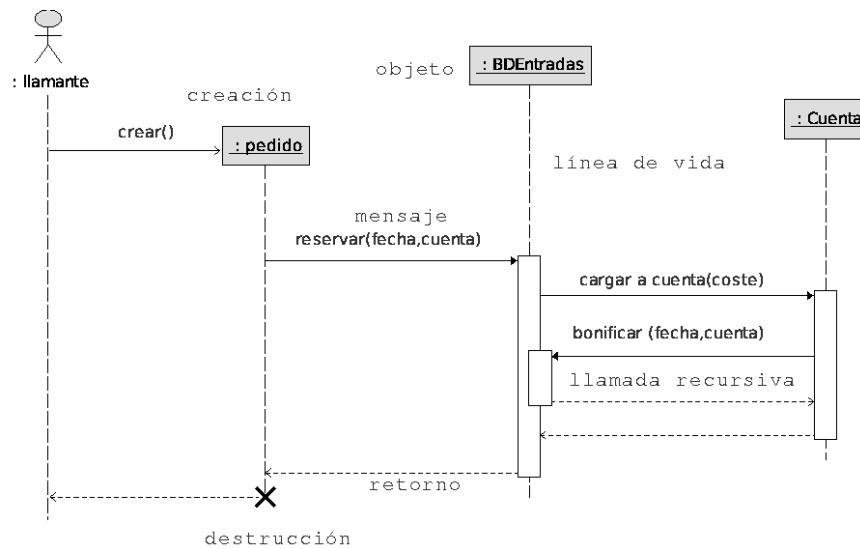 : llamante
objeto
: BDEntradas
creación
: Cuenta
crear()
: pedido
línea de vida
mensaje
reservar(fecha,cuenta)
cargar a cuenta(coste)
bonificar (fecha,cuenta)
llamada recursiva
retorno
destrucción